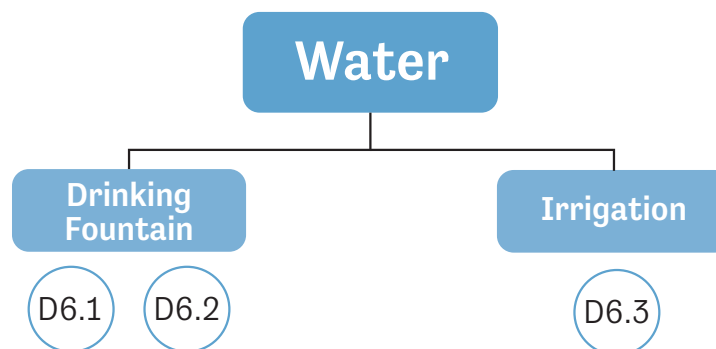 Water
Drinking
Fountain
Irrigation
D6.1
D6.2
D6.3